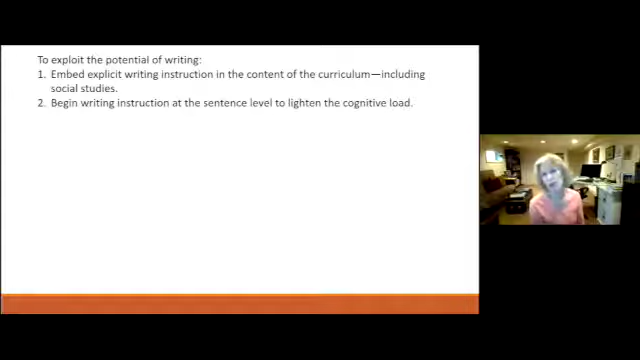 To exploit the potential of writing:
1. Embed explicit writing instruction in the content of the curriculum—including
social studies.
2. Begin writing instruction at the sentence level to lighten the cognitive load.